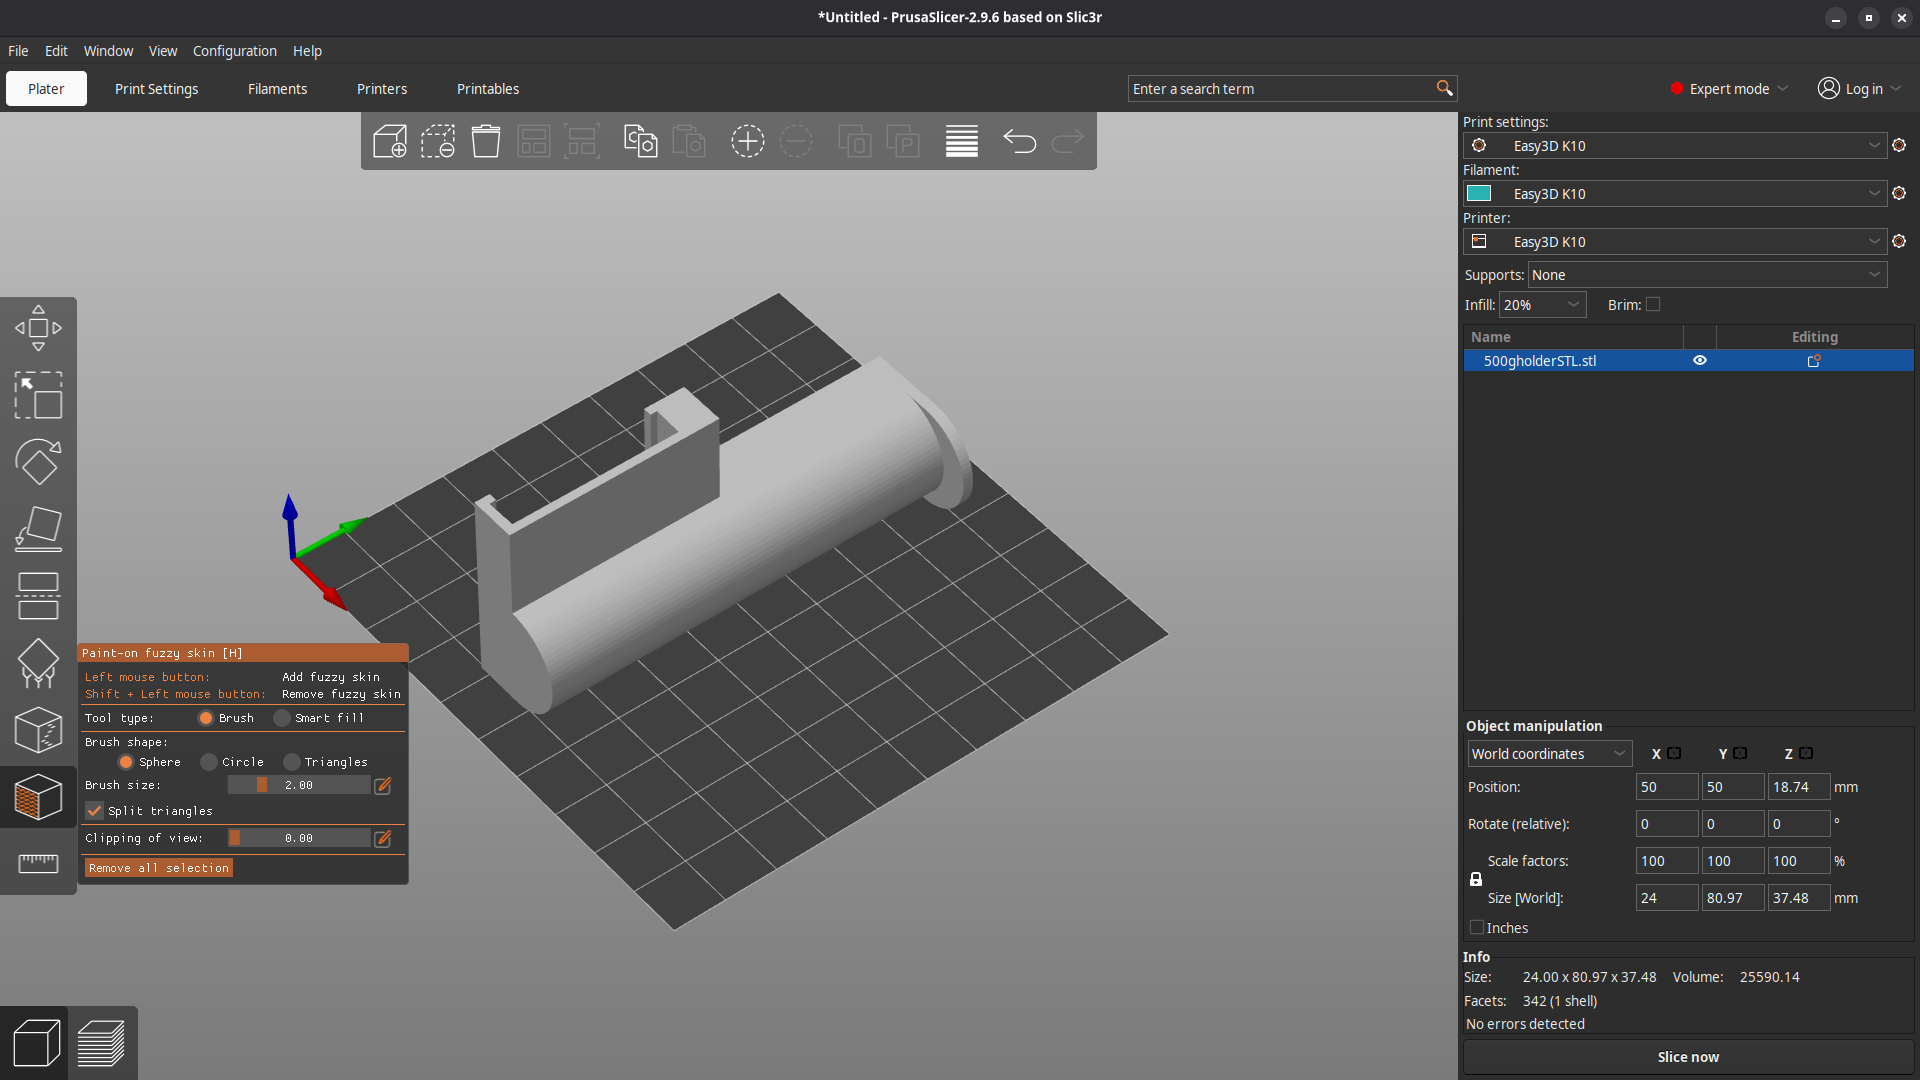 *Untitled - PrusaSlicer-2.9.6 based on Slic3r
File Edit Window View Configuration Help
Plater Print Settings Filaments Printers Printables Enter a search term Expert mode Log in
Print settings:
Easy3D K10
Filament:
Easy3D K10
Printer:
Easy3D K10
Supports: None
Infill: 20% Brim:
Name Editing
500gholderSTL.stl
Paint-on fuzzy skin [H]
Left mouse button: Add fuzzy skin
Shift + Left mouse button: Remove fuzzy skin
Tool type: Brush Smart fill
Brush shape:
Sphere Circle Triangles
Brush size: 2.00
Split triangles
Clipping of view: 0.00
Remove all selection
Object manipulation
World coordinates X Y Z
Position: 50 50 18.74 mm
Rotate (relative): 0 0 0 °
Scale factors: 100 100 100 %
Size [World]: 24 80.97 37.48 mm
Inches
Info
Size: 24.00 x 80.97 x 37.48 Volume: 25590.14
Facets: 342 (1 shell)
No errors detected
Slice now